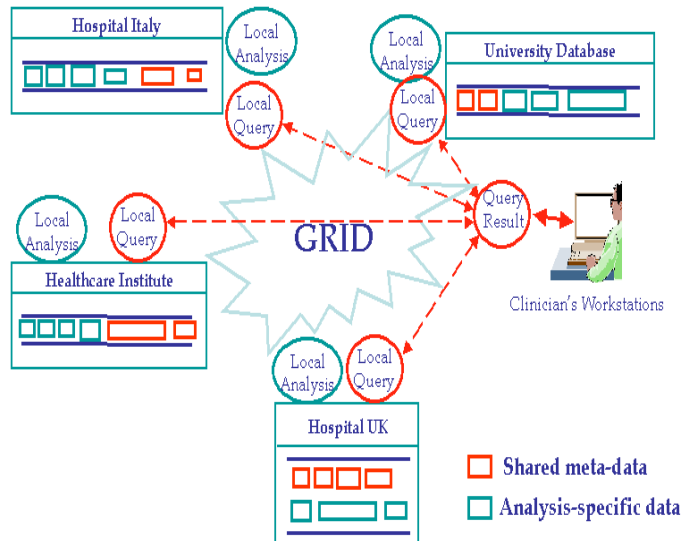 Hospital Italy
Local
Analysis
Local
Query
Local
Analysis
Local
Query
University Database
Local
Analysis
Local
Query
Healthcare Institute
GRID
Query
Result
Clinician's Workstations
Local
Analysis
Local
Query
Hospital UK
Shared meta-data
Analysis-specific data